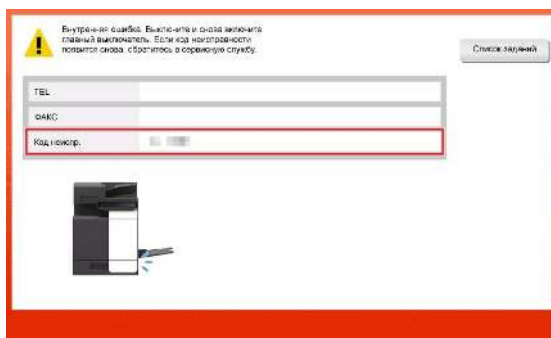 Внутренняя ошибка. Выключите и снова включите
главный выключатель. Если код неисправности
появится снова, обратитесь в сервисную службу.
Список заданий
TEL
ФАКС
Код неиспр.